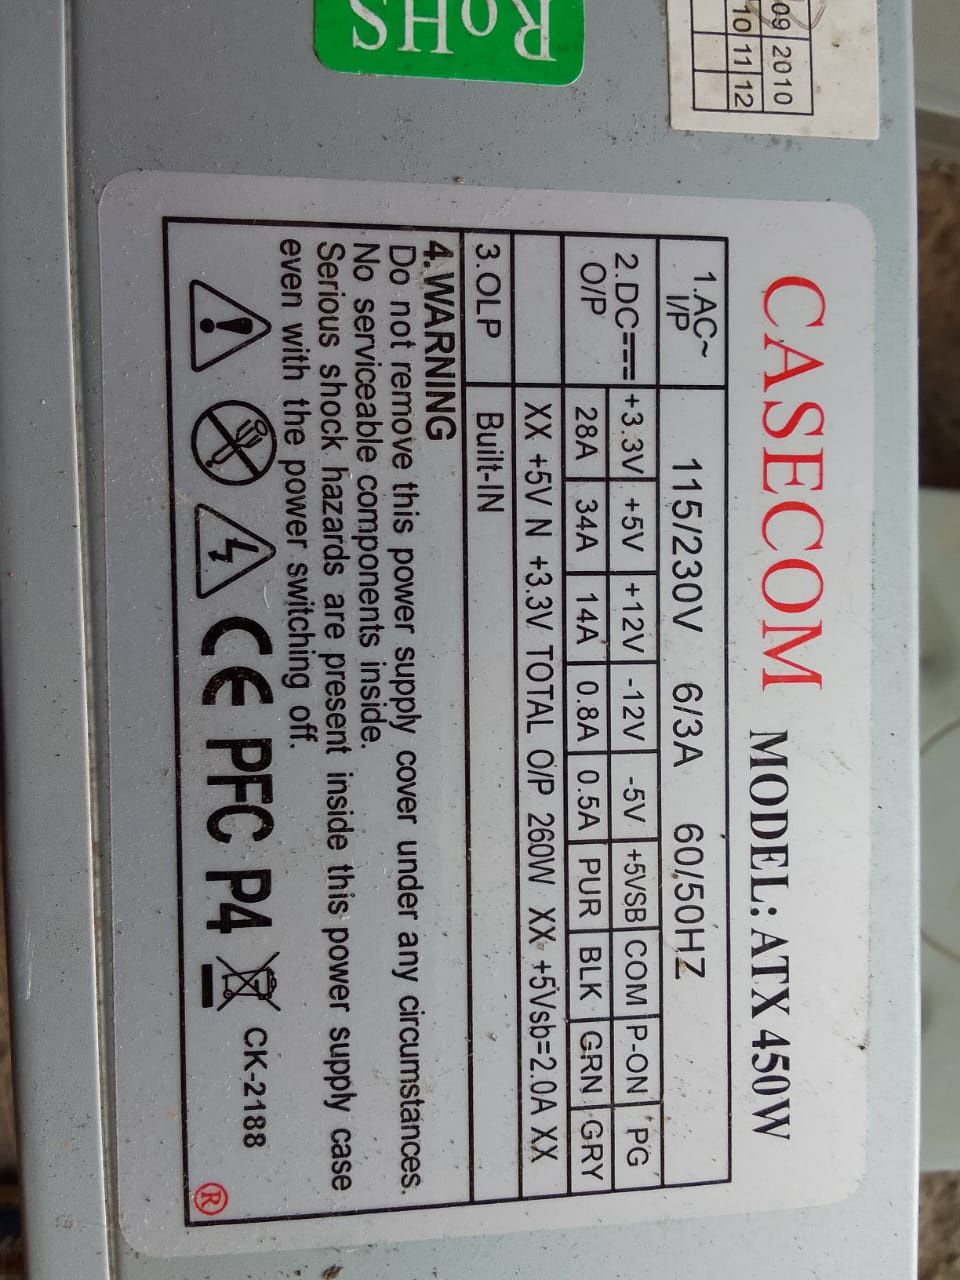 RoHS
09 2010
10 11 12
CASECOM MODEL: ATX 450W
1.AC~ I/P 115/230V 6/3A 60/50HZ
2.DC⎓ O/P +3.3V +5V +12V -12V -5V +5VSB COM P-ON PG
28A 34A 14A 0.8A 0.5A PUR BLK GRN GRY
XX +5V N +3.3V TOTAL O/P 260W XX +5Vsb=2.0A XX
3.OLP Built-IN
4.WARNING
Do not remove this power supply cover under any circumstances.
No serviceable components inside.
Serious shock hazards are present inside this power supply case
even with the power switching off.
CE PFC P4 CK-2188
®